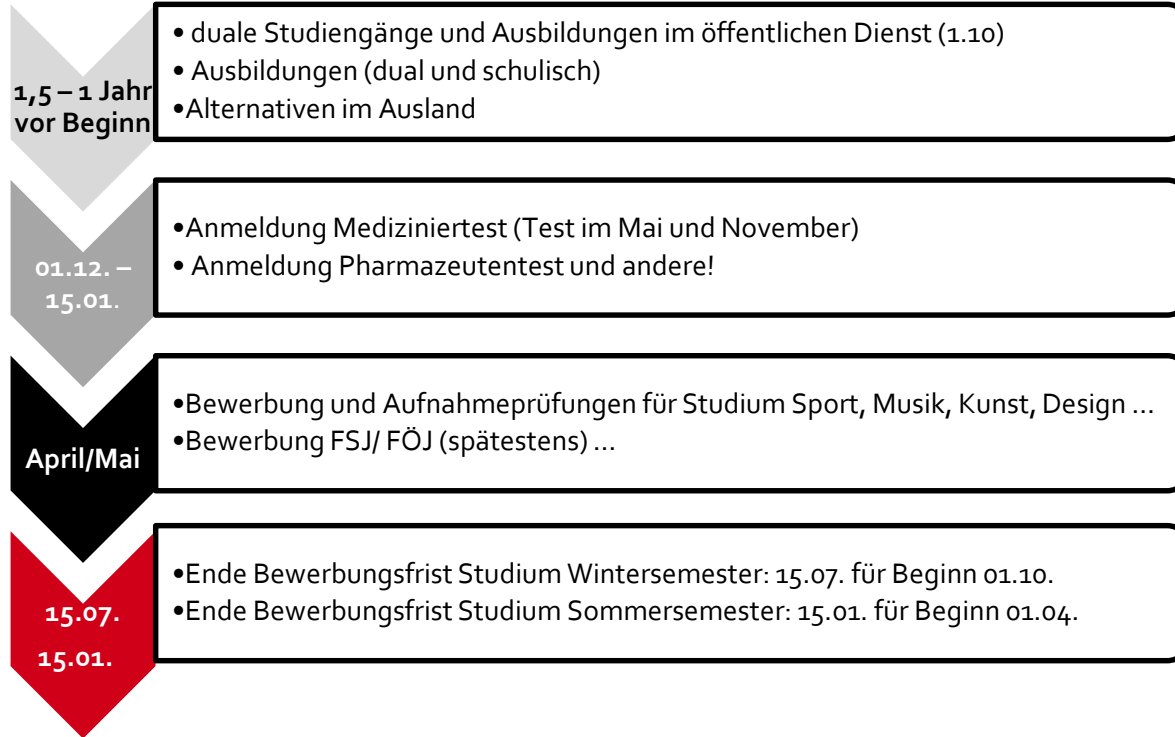 1,5 – 1 Jahr
vor Beginn
• duale Studiengänge und Ausbildungen im öffentlichen Dienst (1.10)
• Ausbildungen (dual und schulisch)
•Alternativen im Ausland
01.12. –
15.01.
•Anmeldung Mediziniertest (Test im Mai und November)
• Anmeldung Pharmazeutentest und andere!
April/Mai
•Bewerbung und Aufnahmeprüfungen für Studium Sport, Musik, Kunst, Design ...
•Bewerbung FSJ/ FÖJ (spätestens) ...
15.07.
15.01.
•Ende Bewerbungsfrist Studium Wintersemester: 15.07. für Beginn 01.10.
•Ende Bewerbungsfrist Studium Sommersemester: 15.01. für Beginn 01.04.